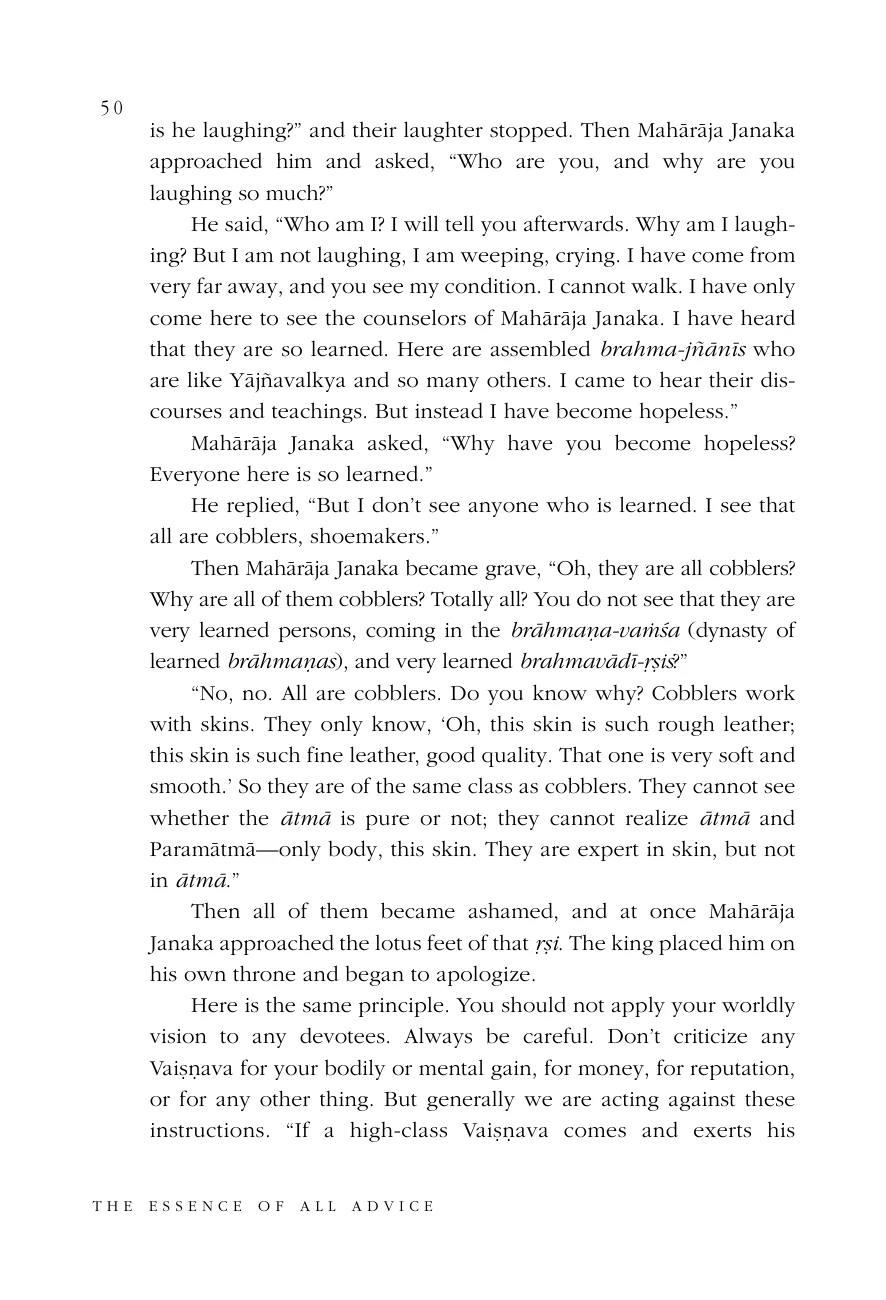 50
is he laughing?” and their laughter stopped. Then Mahārāja Janaka
approached him and asked, “Who are you, and why are you
laughing so much?”
He said, “Who am I? I will tell you afterwards. Why am I laugh-
ing? But I am not laughing, I am weeping, crying. I have come from
very far away, and you see my condition. I cannot walk. I have only
come here to see the counselors of Mahārāja Janaka. I have heard
that they are so learned. Here are assembled brahma-jñānīs who
are like Yājñavalkya and so many others. I came to hear their dis-
courses and teachings. But instead I have become hopeless.”
Mahārāja Janaka asked, “Why have you become hopeless?
Everyone here is so learned.”
He replied, “But I don’t see anyone who is learned. I see that
all are cobblers, shoemakers.”
Then Mahārāja Janaka became grave, “Oh, they are all cobblers?
Why are all of them cobblers? Totally all? You do not see that they are
very learned persons, coming in the brāhmaṇa-vaṁśa (dynasty of
learned brāhmaṇas), and very learned brahmavādī-ṛṣis?”
“No, no. All are cobblers. Do you know why? Cobblers work
with skins. They only know, ‘Oh, this skin is such rough leather;
this skin is such fine leather, good quality. That one is very soft and
smooth.’ So they are of the same class as cobblers. They cannot see
whether the ātmā is pure or not; they cannot realize ātmā and
Paramātmā—only body, this skin. They are expert in skin, but not
in ātmā.”
Then all of them became ashamed, and at once Mahārāja
Janaka approached the lotus feet of that ṛṣi. The king placed him on
his own throne and began to apologize.
Here is the same principle. You should not apply your worldly
vision to any devotees. Always be careful. Don’t criticize any
Vaiṣṇava for your bodily or mental gain, for money, for reputation,
or for any other thing. But generally we are acting against these
instructions. “If a high-class Vaiṣṇava comes and exerts his
THE ESSENCE OF ALL ADVICE